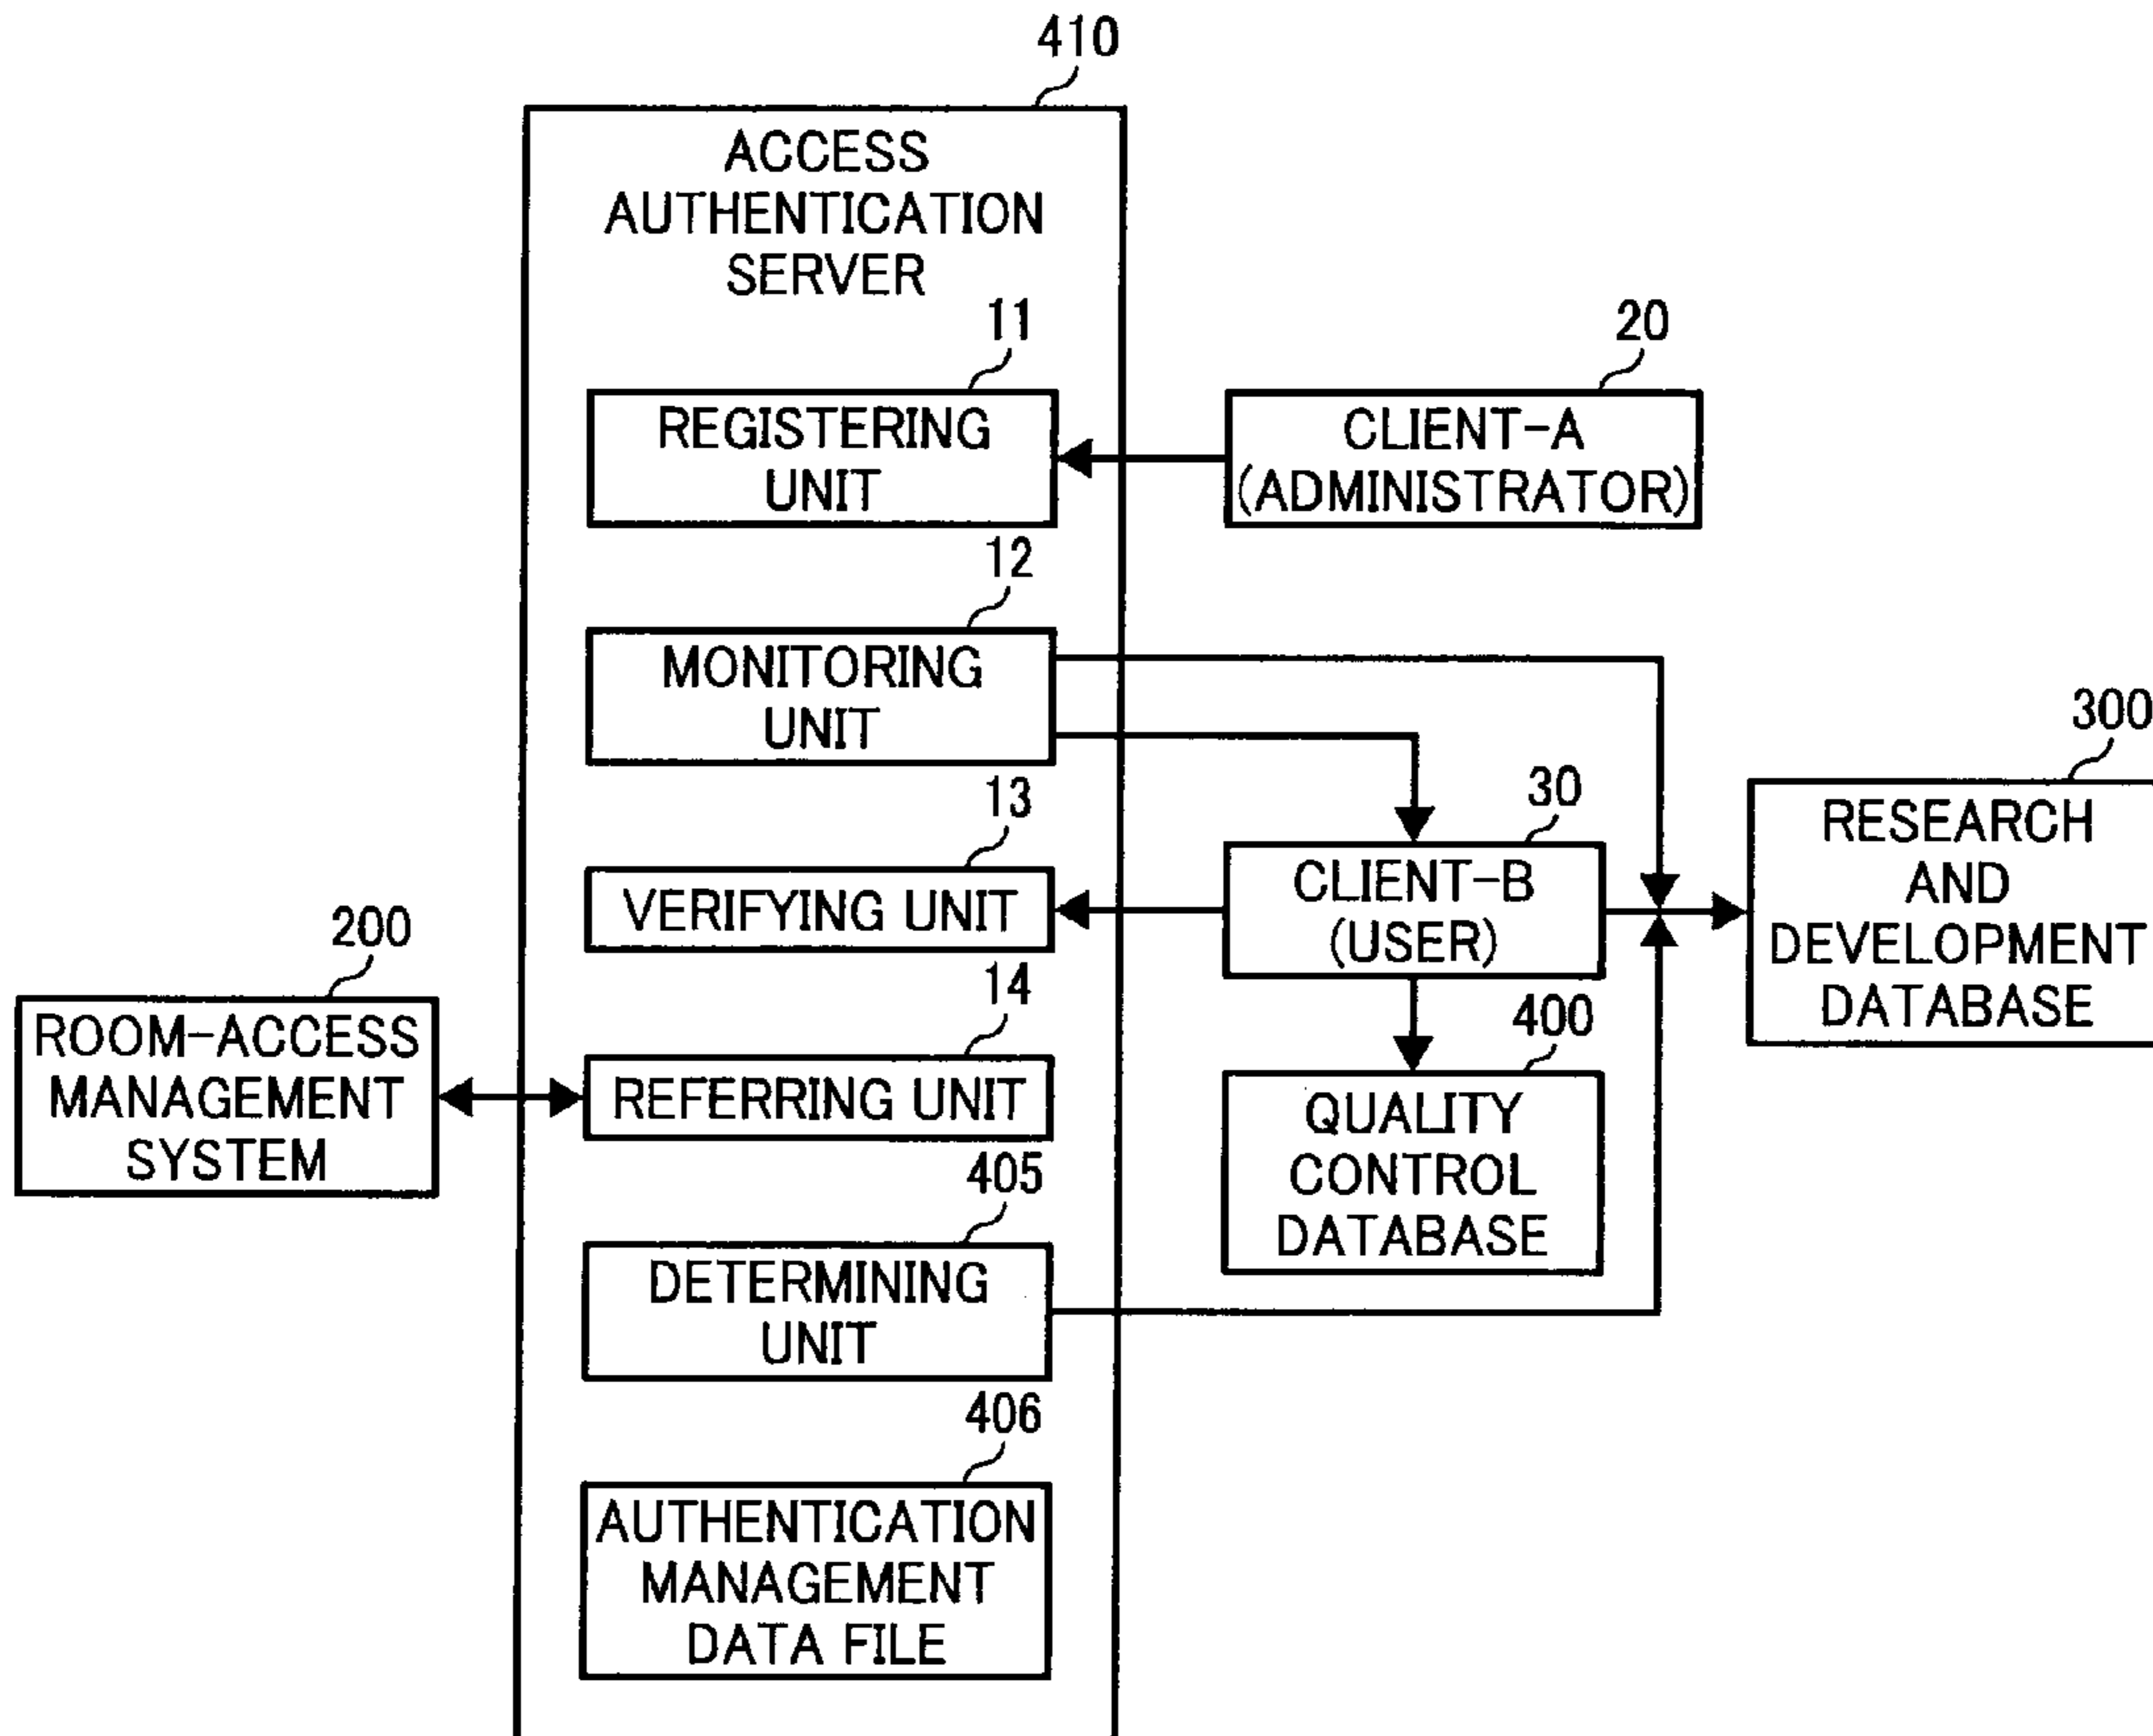 410
ACCESS
AUTHENTICATION
SERVER
11
REGISTERING
UNIT
20
CLIENT-A
(ADMINISTRATOR)
12
MONITORING
UNIT
300
RESEARCH
AND
DEVELOPMENT
DATABASE
13
VERIFYING UNIT
30
CLIENT-B
(USER)
200
ROOM-ACCESS
MANAGEMENT
SYSTEM
14
REFERRING UNIT
400
QUALITY
CONTROL
DATABASE
405
DETERMINING
UNIT
406
AUTHENTICATION
MANAGEMENT
DATA FILE